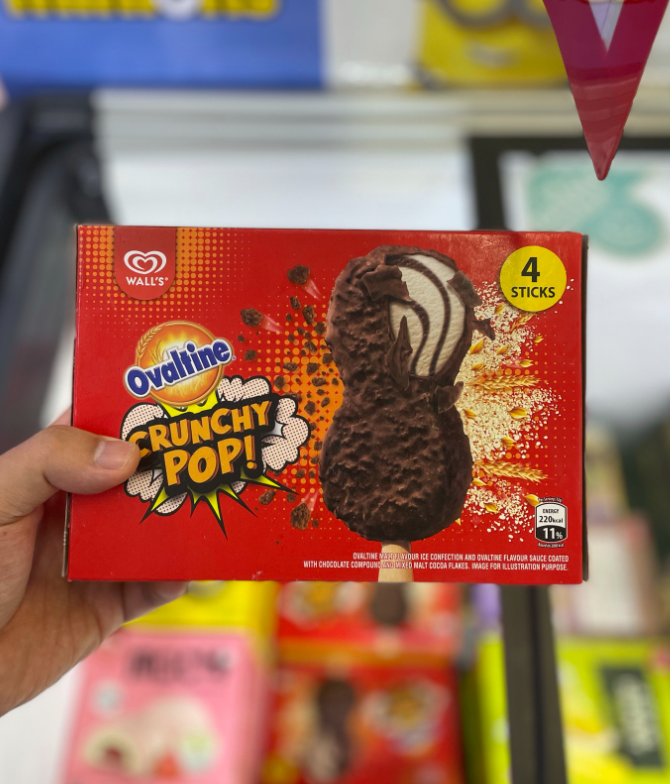 WALL'S
4
STICKS
Ovaltine
CRUNCHY
POP!
ENERGY
220kcal
11%
OVALTINE MALT FLAVOUR ICE CONFECTION AND OVALTINE FLAVOUR SAUCE COATED
WITH CHOCOLATE COMPOUND AND MIXED MALT COCOA FLAKES. IMAGE FOR ILLUSTRATION PURPOSE.